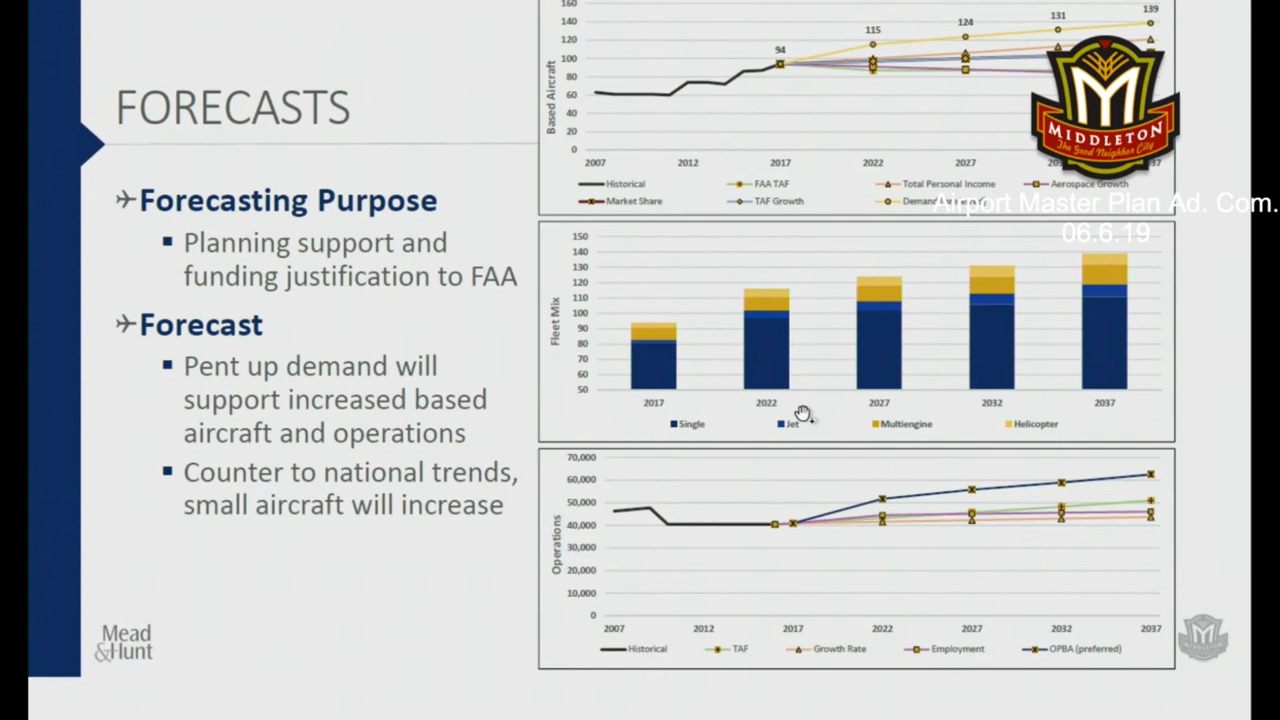 FORECASTS
Forecasting Purpose
Planning support and
funding justification to FAA
Forecast
Pent up demand will
support increased based
aircraft and operations
Counter to national trends,
small aircraft will increase
Mead
&Hunt
Based Aircraft
160
140
120
100
80
60
40
20
0
94
115
124
131
139
2007
2012
2017
2022
2027
Historical
FAA TAF
Total Personal Income
Aerospace Growth
Market Share
TAF Growth
Demand
MIDDLETON
The Good Neighbor City
Airport Master Plan Ad. Com.
06.6.19
Fleet Mix
150
140
130
120
110
100
90
80
70
60
50
2017
2022
2027
2032
2037
Single
Jet
Multiengine
Helicopter
Operations
70,000
60,000
50,000
40,000
30,000
20,000
10,000
0
2007
2012
2017
2022
2027
2032
2037
Historical
TAF
Growth Rate
Employment
OPBA (preferred)
MIDDLETON